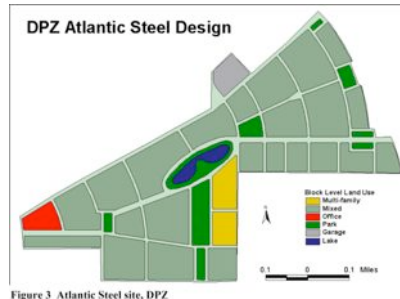 DPZ Atlantic Steel Design
Block Level Land Use
Multi-family
Mixed
Office
Park
Garage
Lake
0.1 0 0.1 Miles
Figure 3 Atlantic Steel site, DPZ